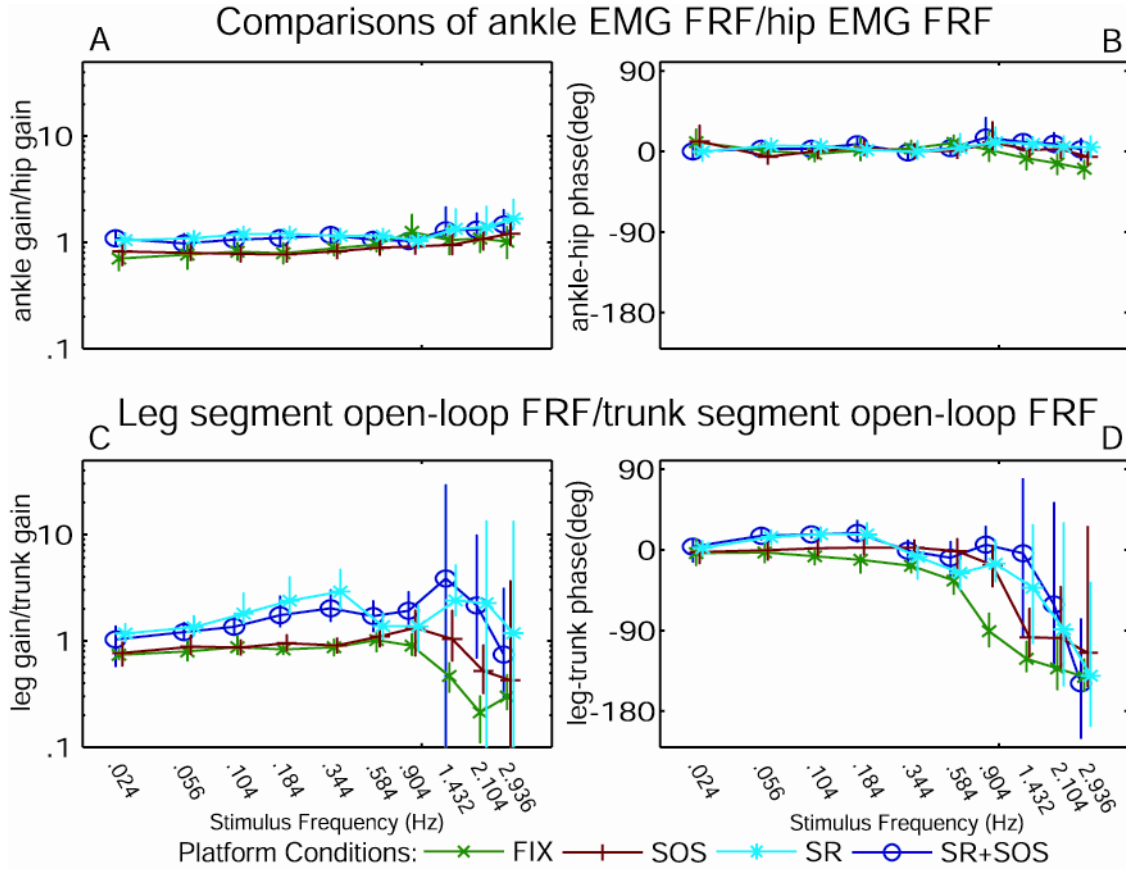 Comparisons of ankle EMG FRF/hip EMG FRF
A
B
ankle gain/hip gain
10
1
.1
ankle-hip phase(deg)
90
0
-90
-180
Leg segment open-loop FRF/trunk segment open-loop FRF
C
D
leg gain/trunk gain
10
1
.1
leg-trunk phase(deg)
90
0
-90
-180
.024 .056 .104 .184 .344 .584 .904 1.432 2.104 2.936
.024 .056 .104 .184 .344 .584 .904 1.432 2.104 2.936
Stimulus Frequency (Hz)
Stimulus Frequency (Hz)
Platform Conditions: FIX SOS SR SR+SOS